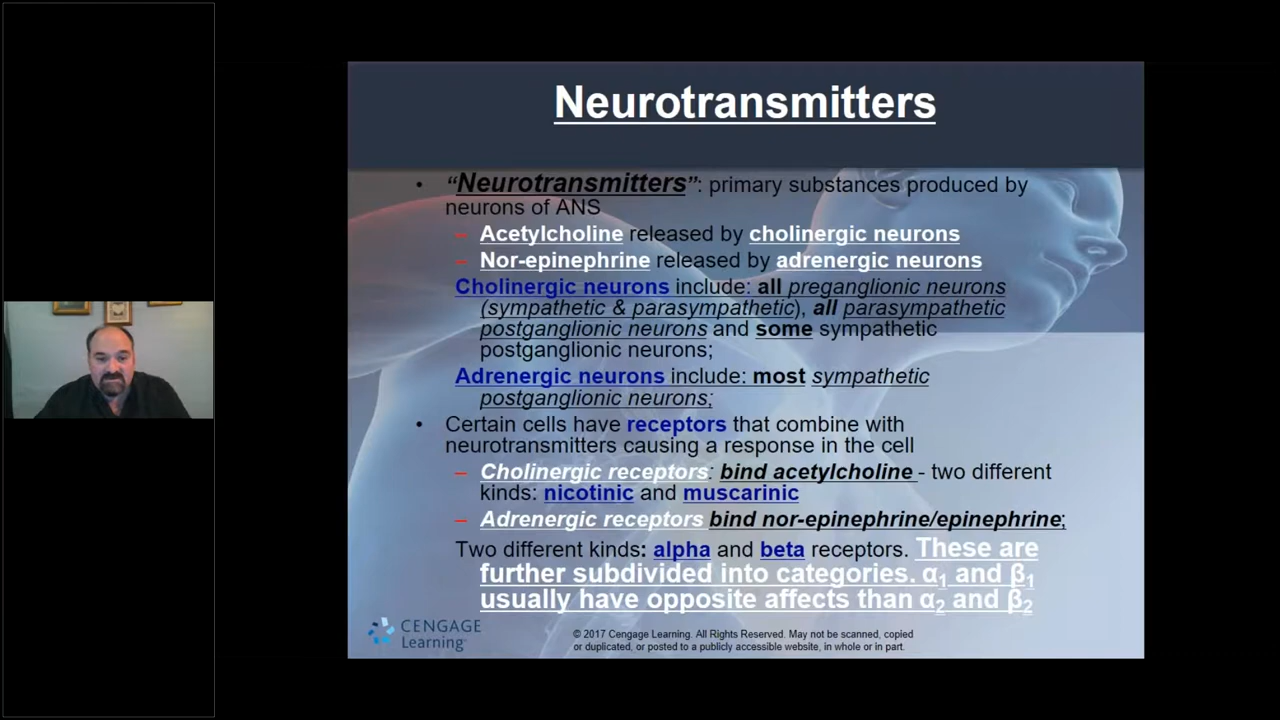 Neurotransmitters
• “Neurotransmitters”: primary substances produced by
neurons of ANS
– Acetylcholine released by cholinergic neurons
– Nor-epinephrine released by adrenergic neurons
Cholinergic neurons include: all preganglionic neurons
(sympathetic & parasympathetic), all parasympathetic
postganglionic neurons and some sympathetic
postganglionic neurons;
Adrenergic neurons include: most sympathetic
postganglionic neurons;
• Certain cells have receptors that combine with
neurotransmitters causing a response in the cell
– Cholinergic receptors: bind acetylcholine - two different
kinds: nicotinic and muscarinic
– Adrenergic receptors bind nor-epinephrine/epinephrine;
Two different kinds: alpha and beta receptors. These are
further subdivided into categories. α₁ and β₁
usually have opposite affects than α₂ and β₂
CENGAGE
Learning™
© 2017 Cengage Learning. All Rights Reserved. May not be scanned, copied
or duplicated, or posted to a publicly accessible website, in whole or in part.